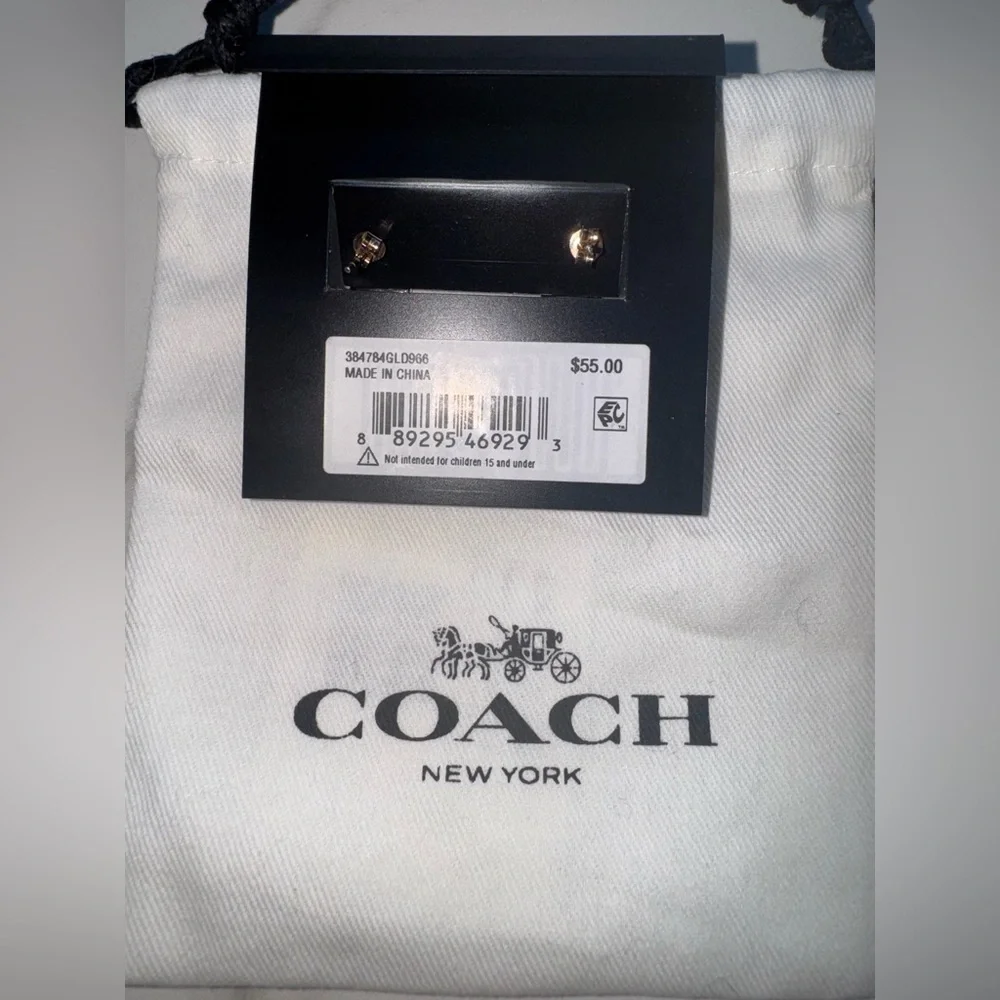 384784GLD966
$55.00
MADE IN CHINA
EPC™
8 89295 46929 3
Not intended for children 15 and under
COACH
NEW YORK